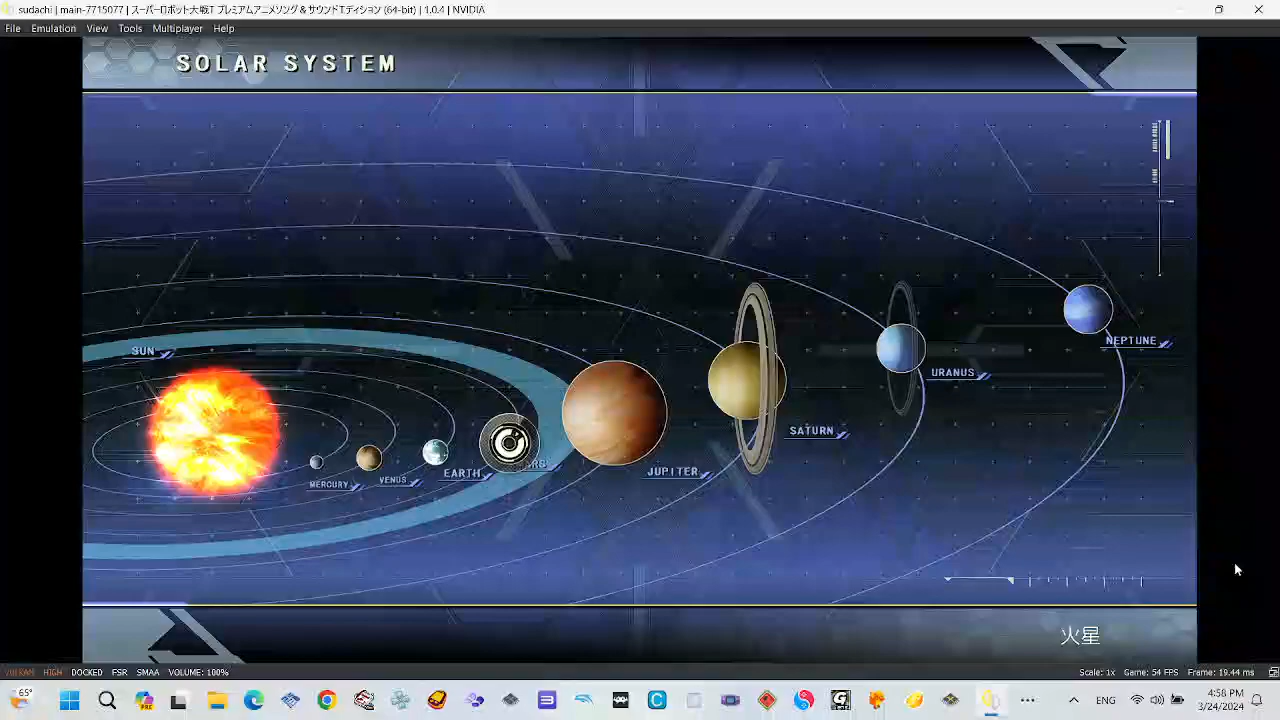 sudachi | main-7715077 | スーパーロボット大戦T プレミアムアニメソング&サウンドエディション (64-bit) | 1.0.4 | NVIDIA
File Emulation View Tools Multiplayer Help
SOLAR SYSTEM
SUN
NEPTUNE
URANUS
SATURN
JUPITER
EARTH
VENUS
MERCURY
火星
VULKAN HIGH DOCKED FSR SMAA VOLUME: 100%
Scale: 1x Game: 54 FPS Frame: 19.44 ms
65°
ENG
4:58 PM
3/24/2024